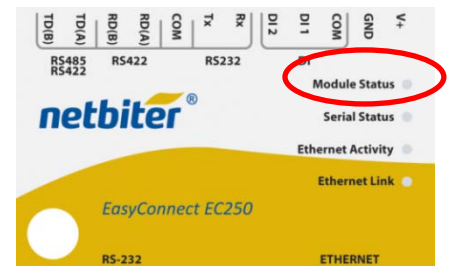 TD(B) TD(A) RD(B) RD(A) COM Tx Rx DI 2 DI 1 COM GND V+
RS485 RS422 RS232 DI
RS422
Module Status
netbiter®
Serial Status
Ethernet Activity
Ethernet Link
EasyConnect EC250
RS-232 ETHERNET